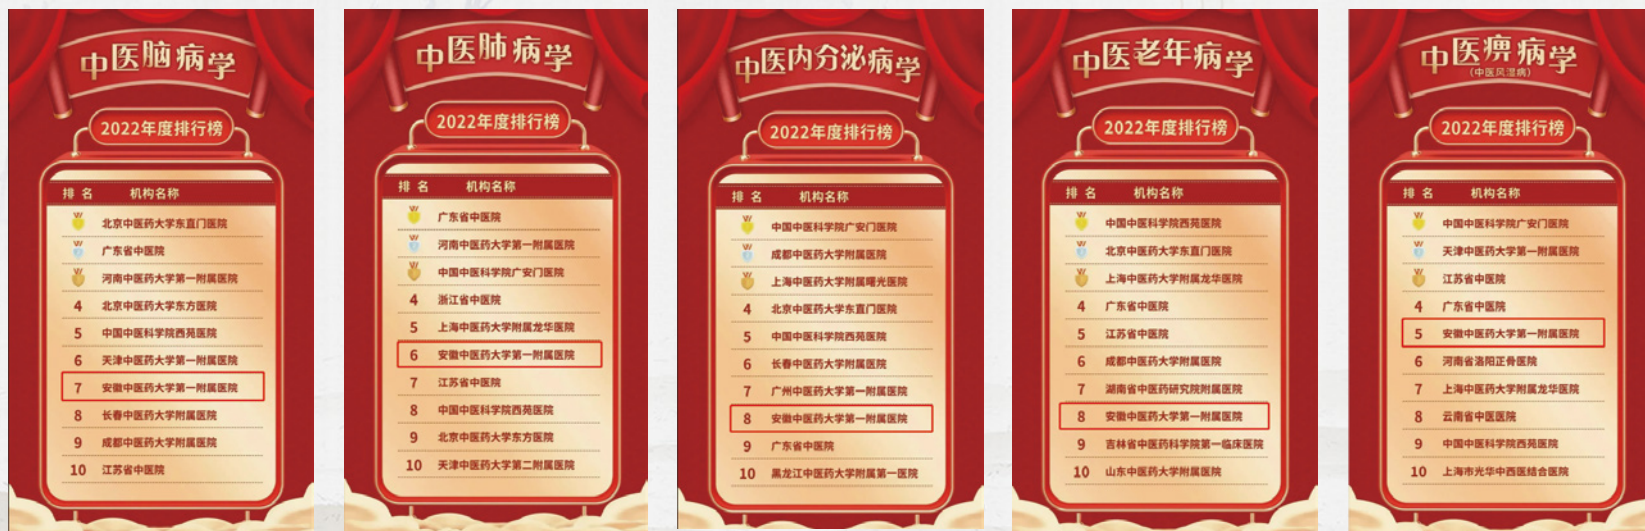 中医脑病学
2022年度排行榜
排 名 机构名称
北京中医药大学东直门医院
广东省中医院
河南中医药大学第一附属医院
4 北京中医药大学东方医院
5 中国中医科学院西苑医院
6 天津中医药大学第一附属医院
7 安徽中医药大学第一附属医院
8 长春中医药大学附属医院
9 成都中医药大学附属医院
10 江苏省中医院
中医肺病学
2022年度排行榜
排 名 机构名称
广东省中医院
河南中医药大学第一附属医院
中国中医科学院广安门医院
4 浙江省中医院
5 上海中医药大学附属龙华医院
6 安徽中医药大学第一附属医院
7 江苏省中医院
8 中国中医科学院西苑医院
9 北京中医药大学东方医院
10 天津中医药大学第二附属医院
中医内分泌病学
2022年度排行榜
排 名 机构名称
中国中医科学院广安门医院
成都中医药大学附属医院
上海中医药大学附属曙光医院
4 北京中医药大学东直门医院
5 中国中医科学院西苑医院
6 长春中医药大学附属医院
7 广州中医药大学第一附属医院
8 安徽中医药大学第一附属医院
9 广东省中医院
10 黑龙江中医药大学附属第一医院
中医老年病学
2022年度排行榜
排 名 机构名称
中国中医科学院西苑医院
北京中医药大学东直门医院
上海中医药大学附属龙华医院
4 广东省中医院
5 江苏省中医院
6 成都中医药大学附属医院
7 湖南省中医药研究院附属医院
8 安徽中医药大学第一附属医院
9 吉林省中医药科学院第一临床医院
10 山东中医药大学附属医院
中医痹病学
(中医风湿病)
2022年度排行榜
排 名 机构名称
中国中医科学院广安门医院
天津中医药大学第一附属医院
江苏省中医院
4 广东省中医院
5 安徽中医药大学第一附属医院
6 河南省洛阳正骨医院
7 上海中医药大学附属龙华医院
8 云南省中医医院
9 中国中医科学院西苑医院
10 上海市光华中西医结合医院